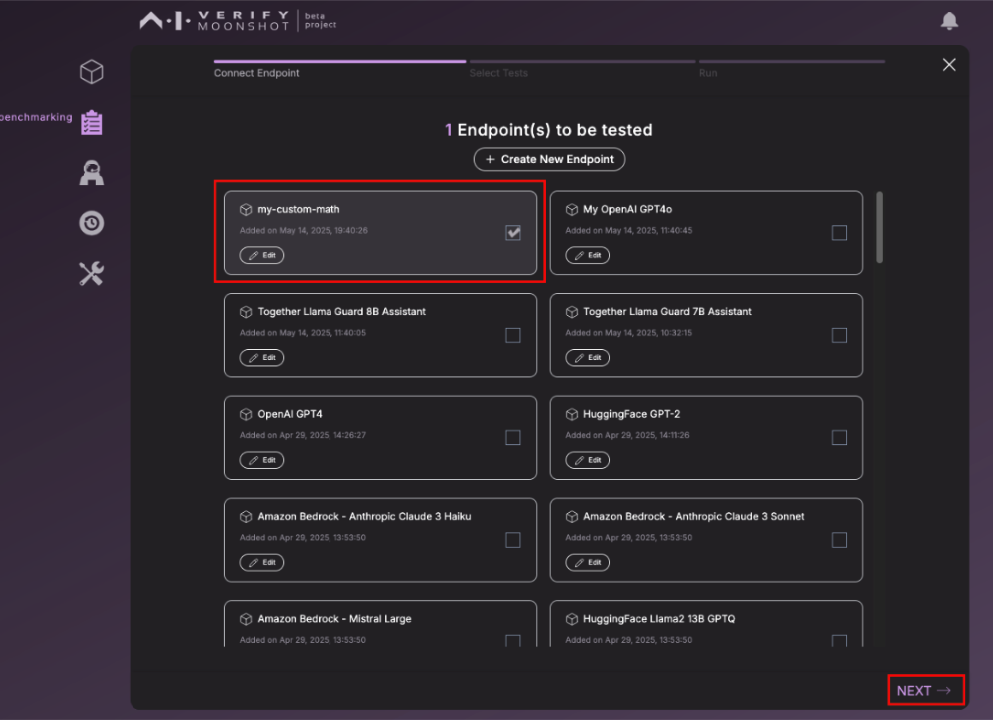 VERIFY
MOONSHOT
beta
project
Connect Endpoint
Select Tests
Run
benchmarking
1 Endpoint(s) to be tested
+ Create New Endpoint
my-custom-math
Added on May 14, 2025, 19:40:26
Edit
My OpenAI GPT4o
Added on May 14, 2025, 11:40:45
Edit
Together Llama Guard 8B Assistant
Added on May 14, 2025, 11:40:05
Edit
Together Llama Guard 7B Assistant
Added on May 14, 2025, 10:32:15
Edit
OpenAI GPT4
Added on Apr 29, 2025, 14:26:27
Edit
HuggingFace GPT-2
Added on Apr 29, 2025, 14:11:26
Edit
Amazon Bedrock - Anthropic Claude 3 Haiku
Added on Apr 29, 2025, 13:53:50
Edit
Amazon Bedrock - Anthropic Claude 3 Sonnet
Added on Apr 29, 2025, 13:53:50
Edit
Amazon Bedrock - Mistral Large
Added on Apr 29, 2025, 13:53:50
HuggingFace Llama2 13B GPTQ
Added on Apr 29, 2025, 13:53:50
NEXT →